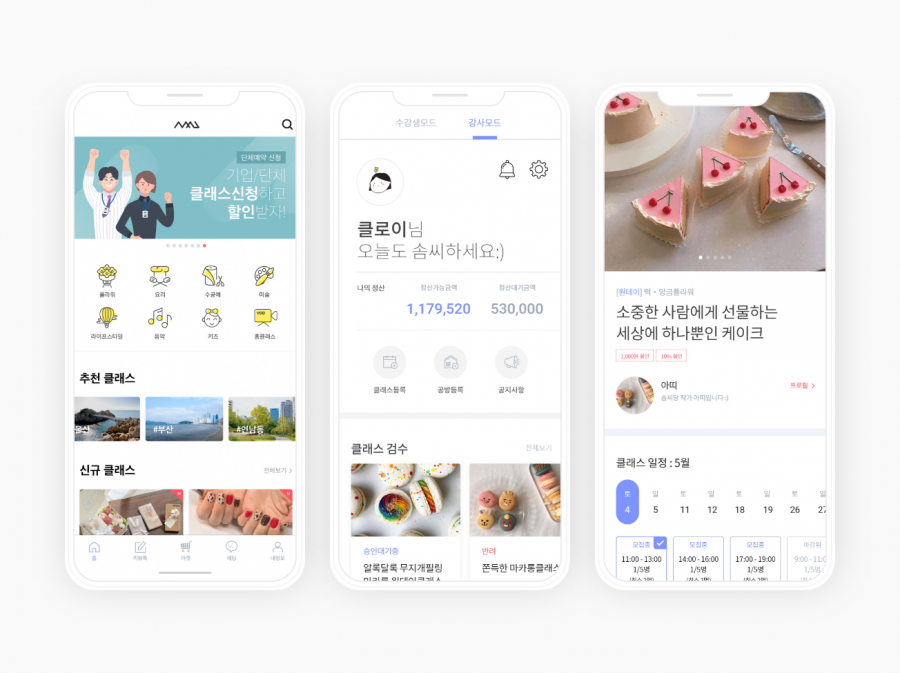 단체예약 신청
기업/단체
클래스신청하고
할인받자!
플라워
요리
수공예
미술
라이프스타일
음악
키즈
홈클래스
추천 클래스
울산
#부산
#연남동
신규 클래스
전체보기 >
N
N
홈
마켓
채팅
내정보
수강생모드
강사모드
클로이님
오늘도 솜씨하세요:)
나의 정산
정산가능금액
정산대기금액
1,179,520
530,000
클래스등록
공방등록
공지사항
클래스 검수
전체보기
승인대기중
알록달록 무지개필링
마카롱 원데이클래스
반려
쫀득한 마카롱클래스
[원데이] 떡・앙금플라워
소중한 사람에게 선물하는
세상에 하나뿐인 케이크
1,000원 할인
10% 할인
아띠
솜씨당 작가 아띠입니다 :)
프로필 >
클래스 일정 : 5월
토 일 토 일 토 일 토 일
4 5 11 12 18 19 26 27
모집중
11:00 - 13:00
1/5명
모집중
14:00 - 16:00
1/5명
모집중
17:00 - 19:00
1/5명
마감됨
9:00 - 11: